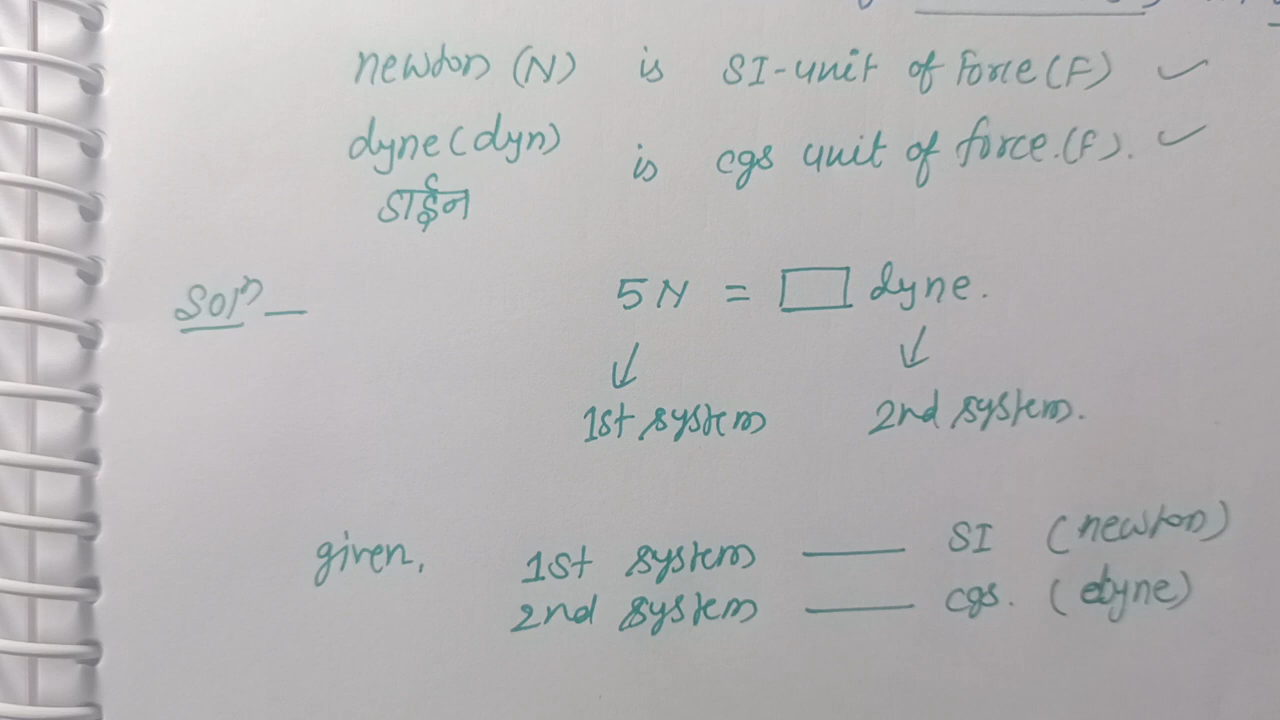 newton (N) is SI-unit of Force (F) ✓
dyne (dyn) is cgs unit of force. (F). ✓
डाईन
Solⁿ —
5 N = □ dyne.
↓ ↓
1st system 2nd system.
given, 1st system —— SI (newton)
2nd system —— cgs. (dyne)